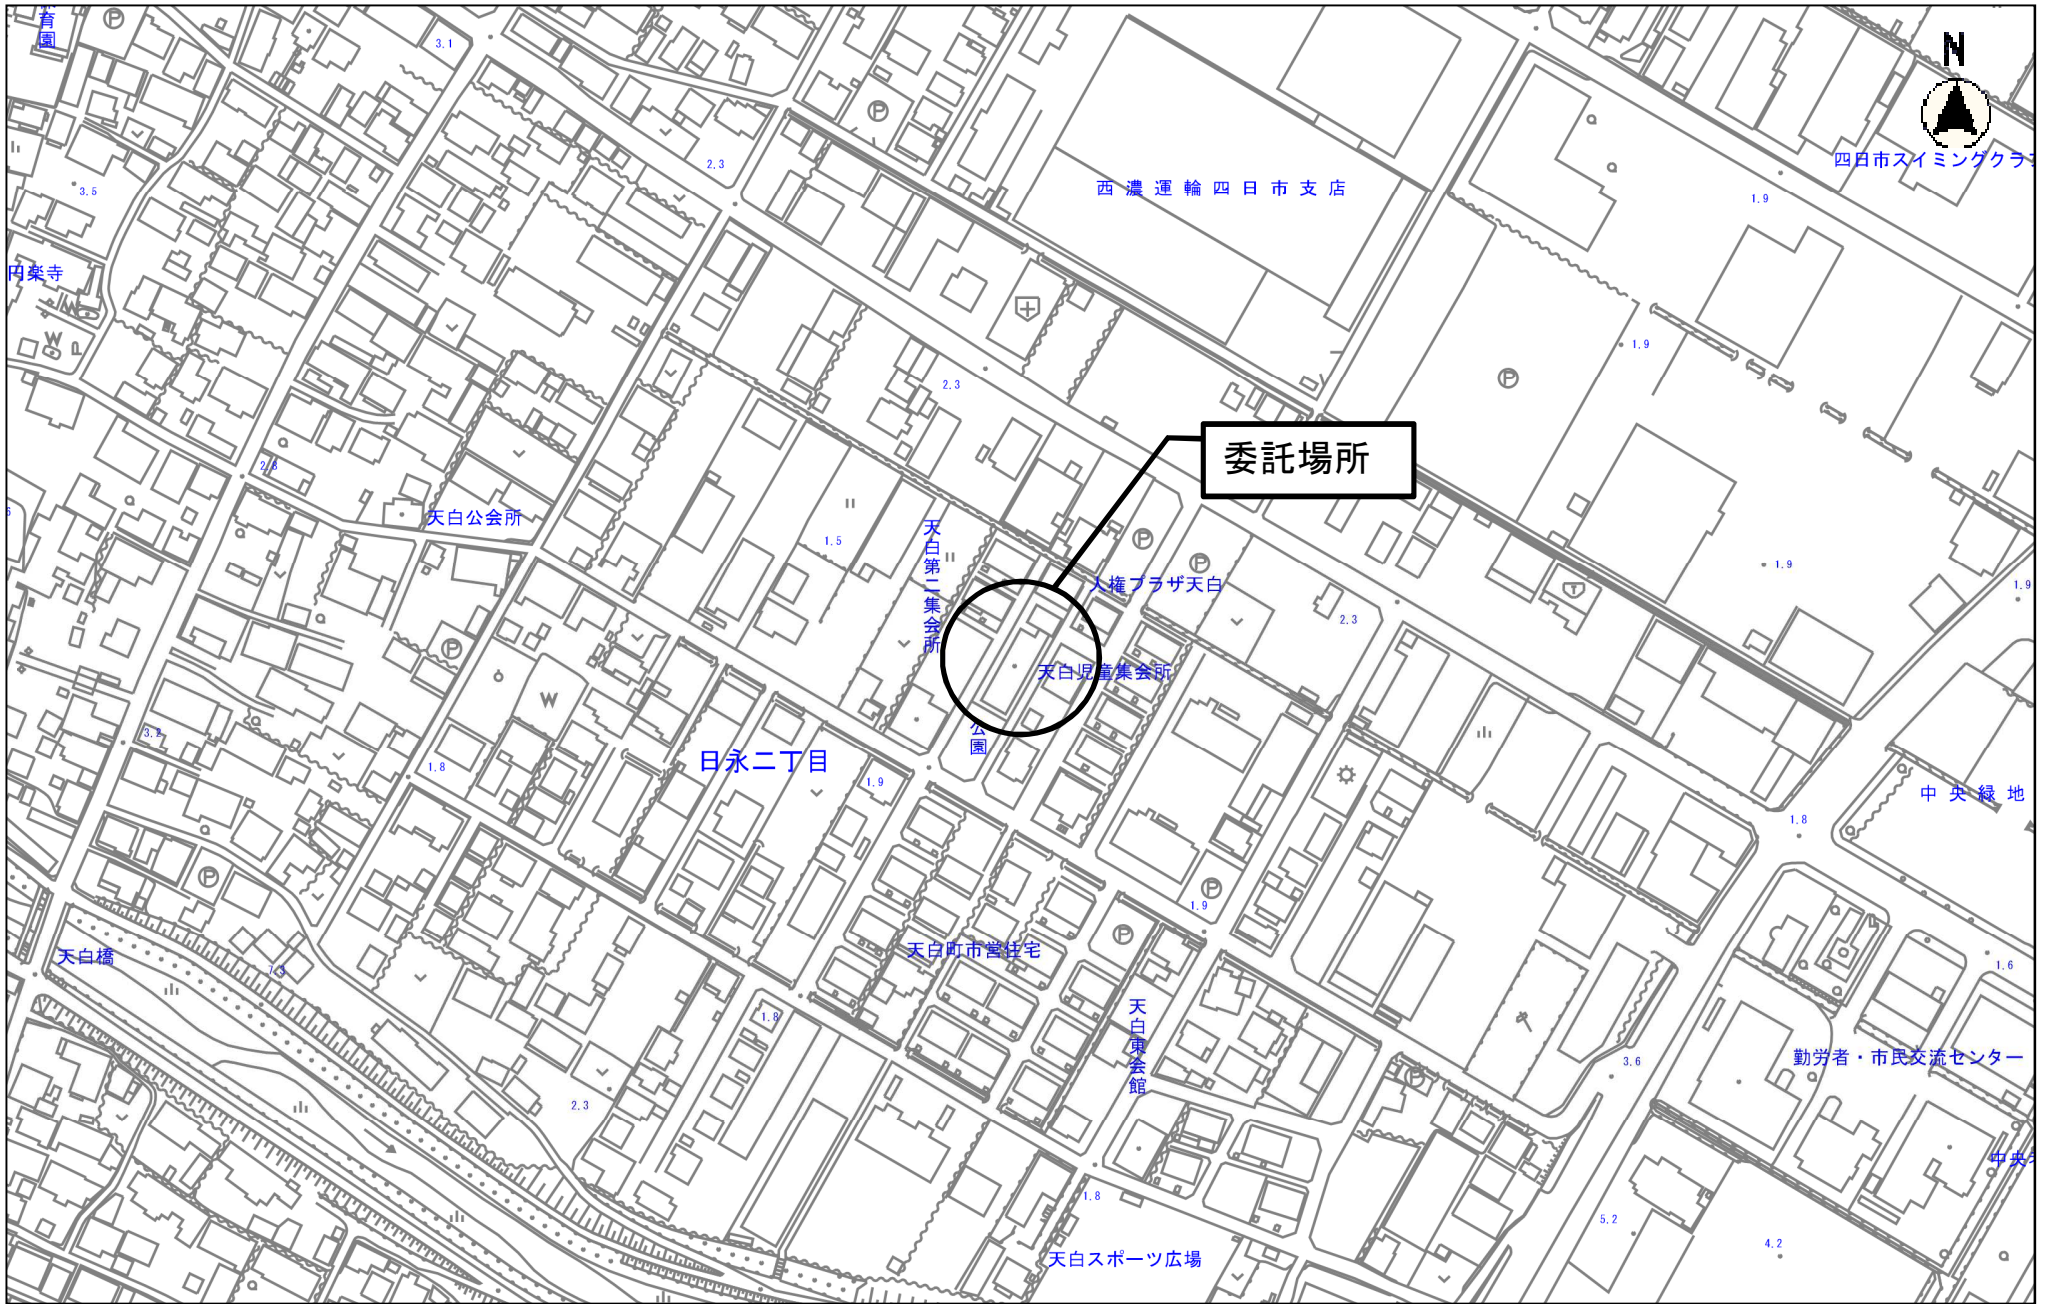 育園
3.1
N
2.3
四日市スイミングクラ
3.5
西濃運輸四日市支店
1.9
円楽寺
1.9
2.3
委託場所
2.8
天白公会所
天白第二集会所
1.5
人権プラザ天白
1.9
1.9
2.3
天白児童集会所
公園
3.2
日永二丁目
1.8
1.9
中央緑地
1.8
1.9
天白橋
7.3
天白町市営住宅
1.6
天白東会館
1.8
勤労者・市民交流センター
3.6
2.3
中央
1.8
5.2
4.2
天白スポーツ広場